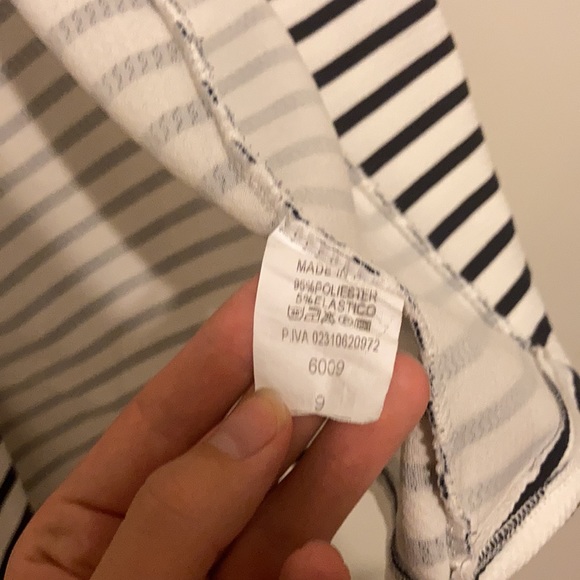 MADE IN
95%POLIESTER
5%ELASTICO
P.IVA 02310620972
6009
9